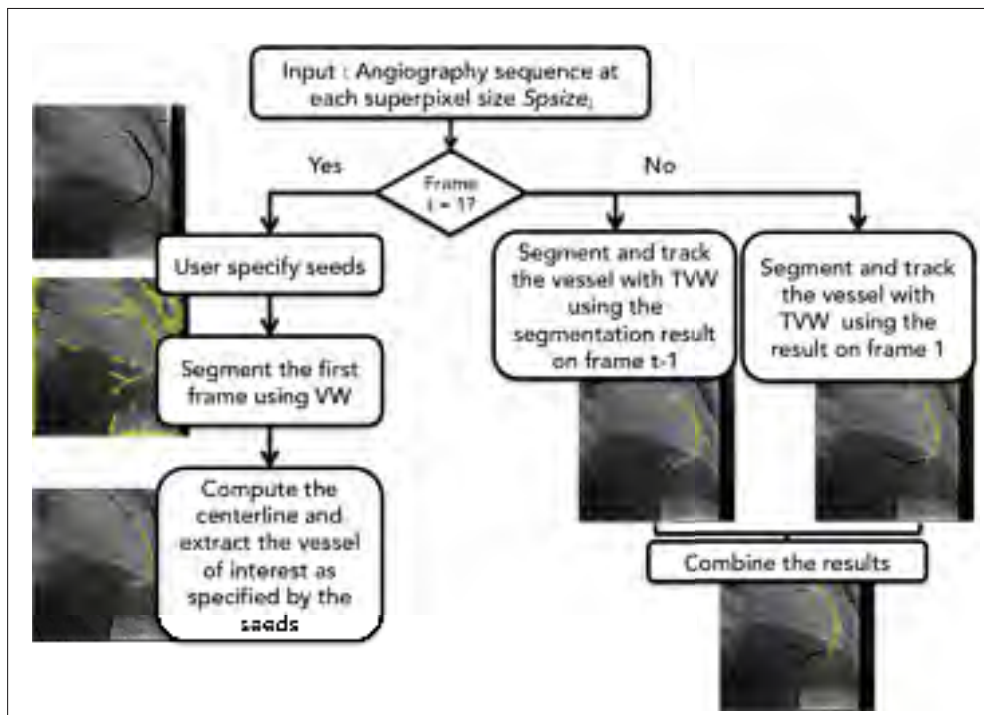 Input : Angiography sequence at
each superpixel size Spsizeⱼ
Yes
Frame
t = 1?
No
User specify seeds
Segment the first
frame using VW
Compute the
centerline and
extract the vessel
of interest as
specified by the
seeds
Segment and track
the vessel with TVW
using the
segmentation result
on frame t-1
Segment and track
the vessel with
TVW using the
result on frame 1
Combine the results